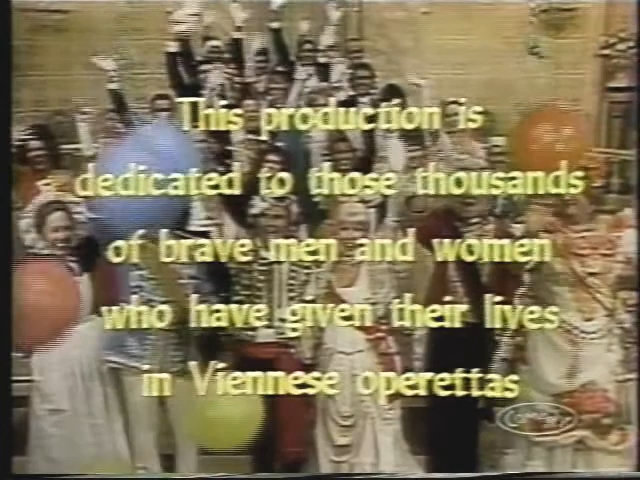 This production is
dedicated to those thousands
of brave men and women
who have given their lives
in Viennese operettas